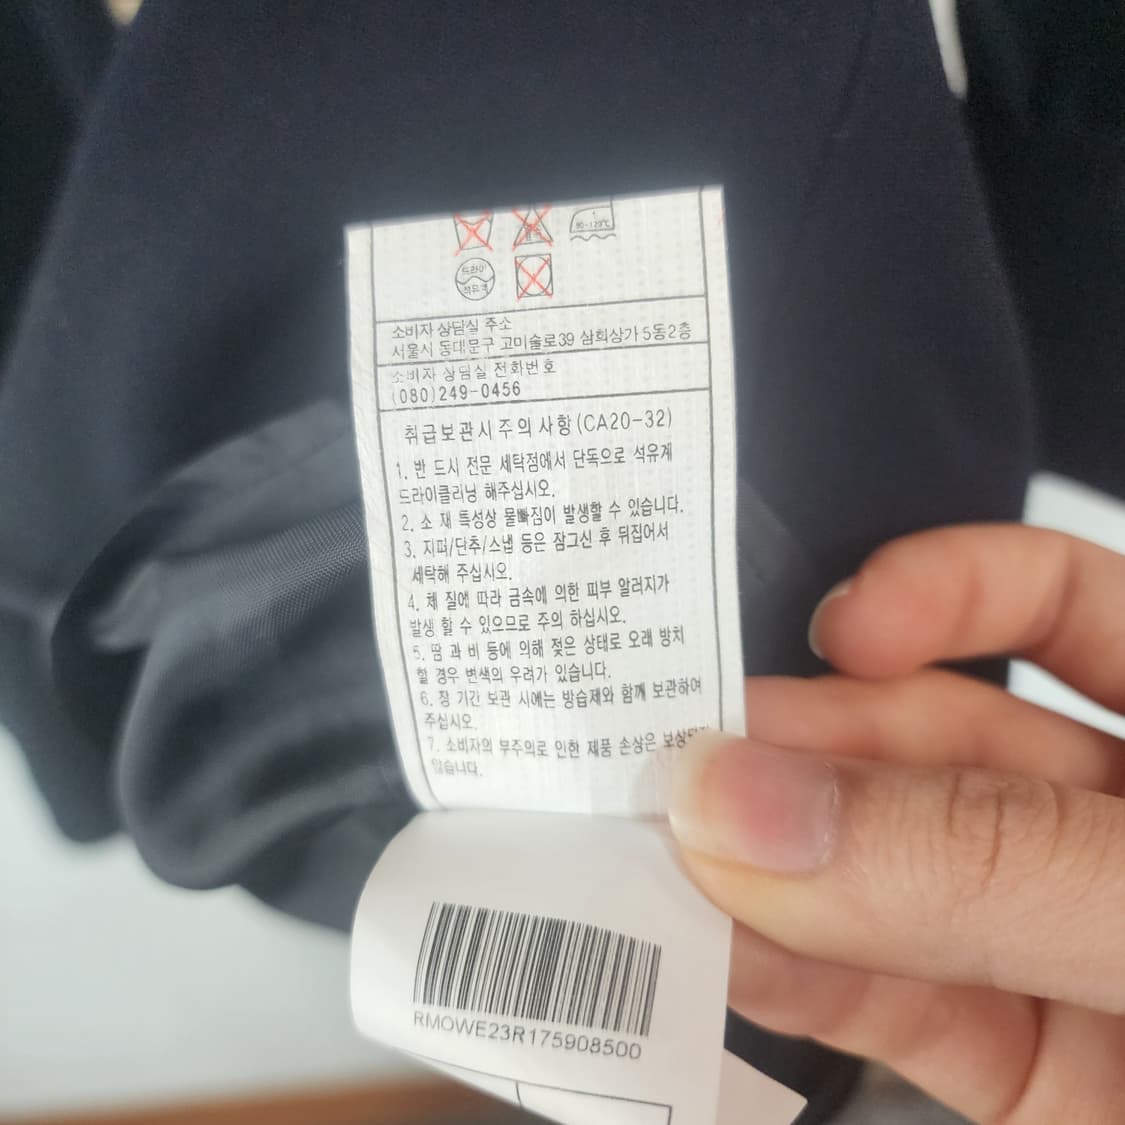 드라이
석유계
소비자 상담실 주소
서울시 동대문구 고미술로39 삼희상가 5동2층
소비자 상담실 전화번호
(080)249-0456
취급보관시 주의 사항(CA20-32)
1. 반 드시 전문 세탁점에서 단독으로 석유계
드라이클리닝 해주십시오.
2. 소 재 특성상 물빠짐이 발생할 수 있습니다.
3. 지퍼/단추/스냅 등은 잠그신 후 뒤집어서
세탁해 주십시오.
4. 체 질에 따라 금속에 의한 피부 알러지가
발생 할 수 있으므로 주의 하십시오.
5. 땀 과 비 등에 의해 젖은 상태로 오래 방치
할 경우 변색의 우려가 있습니다.
6. 장 기간 보관 시에는 방습제와 함께 보관하여
주십시오.
7. 소비자의 부주의로 인한 제품 손상은 보상되지
않습니다.
RMOWE23R175908500